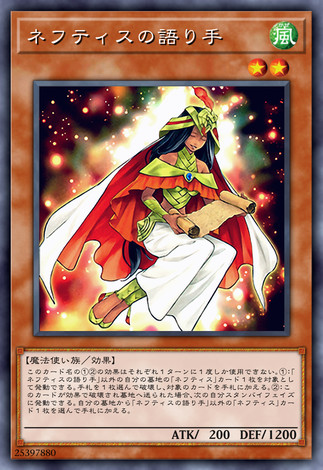 ネフティスの語り手
風
【魔法使い族／効果】
このカード名の①②の効果はそれぞれ１ターンに１度しか使用できない。①：「
ネフティスの語り手」以外の自分の墓地の「ネフティス」カード１枚を対象とし
て発動できる。手札を１枚選んで破壊し、対象のカードを手札に加える。②：こ
のカードが効果で破壊され墓地へ送られた場合、次の自分スタンバイフェイズ
に発動できる。自分の墓地から「ネフティスの語り手」以外の「ネフティス」カー
ド１枚を選んで手札に加える。
ATK/ 200 DEF/1200
25397880